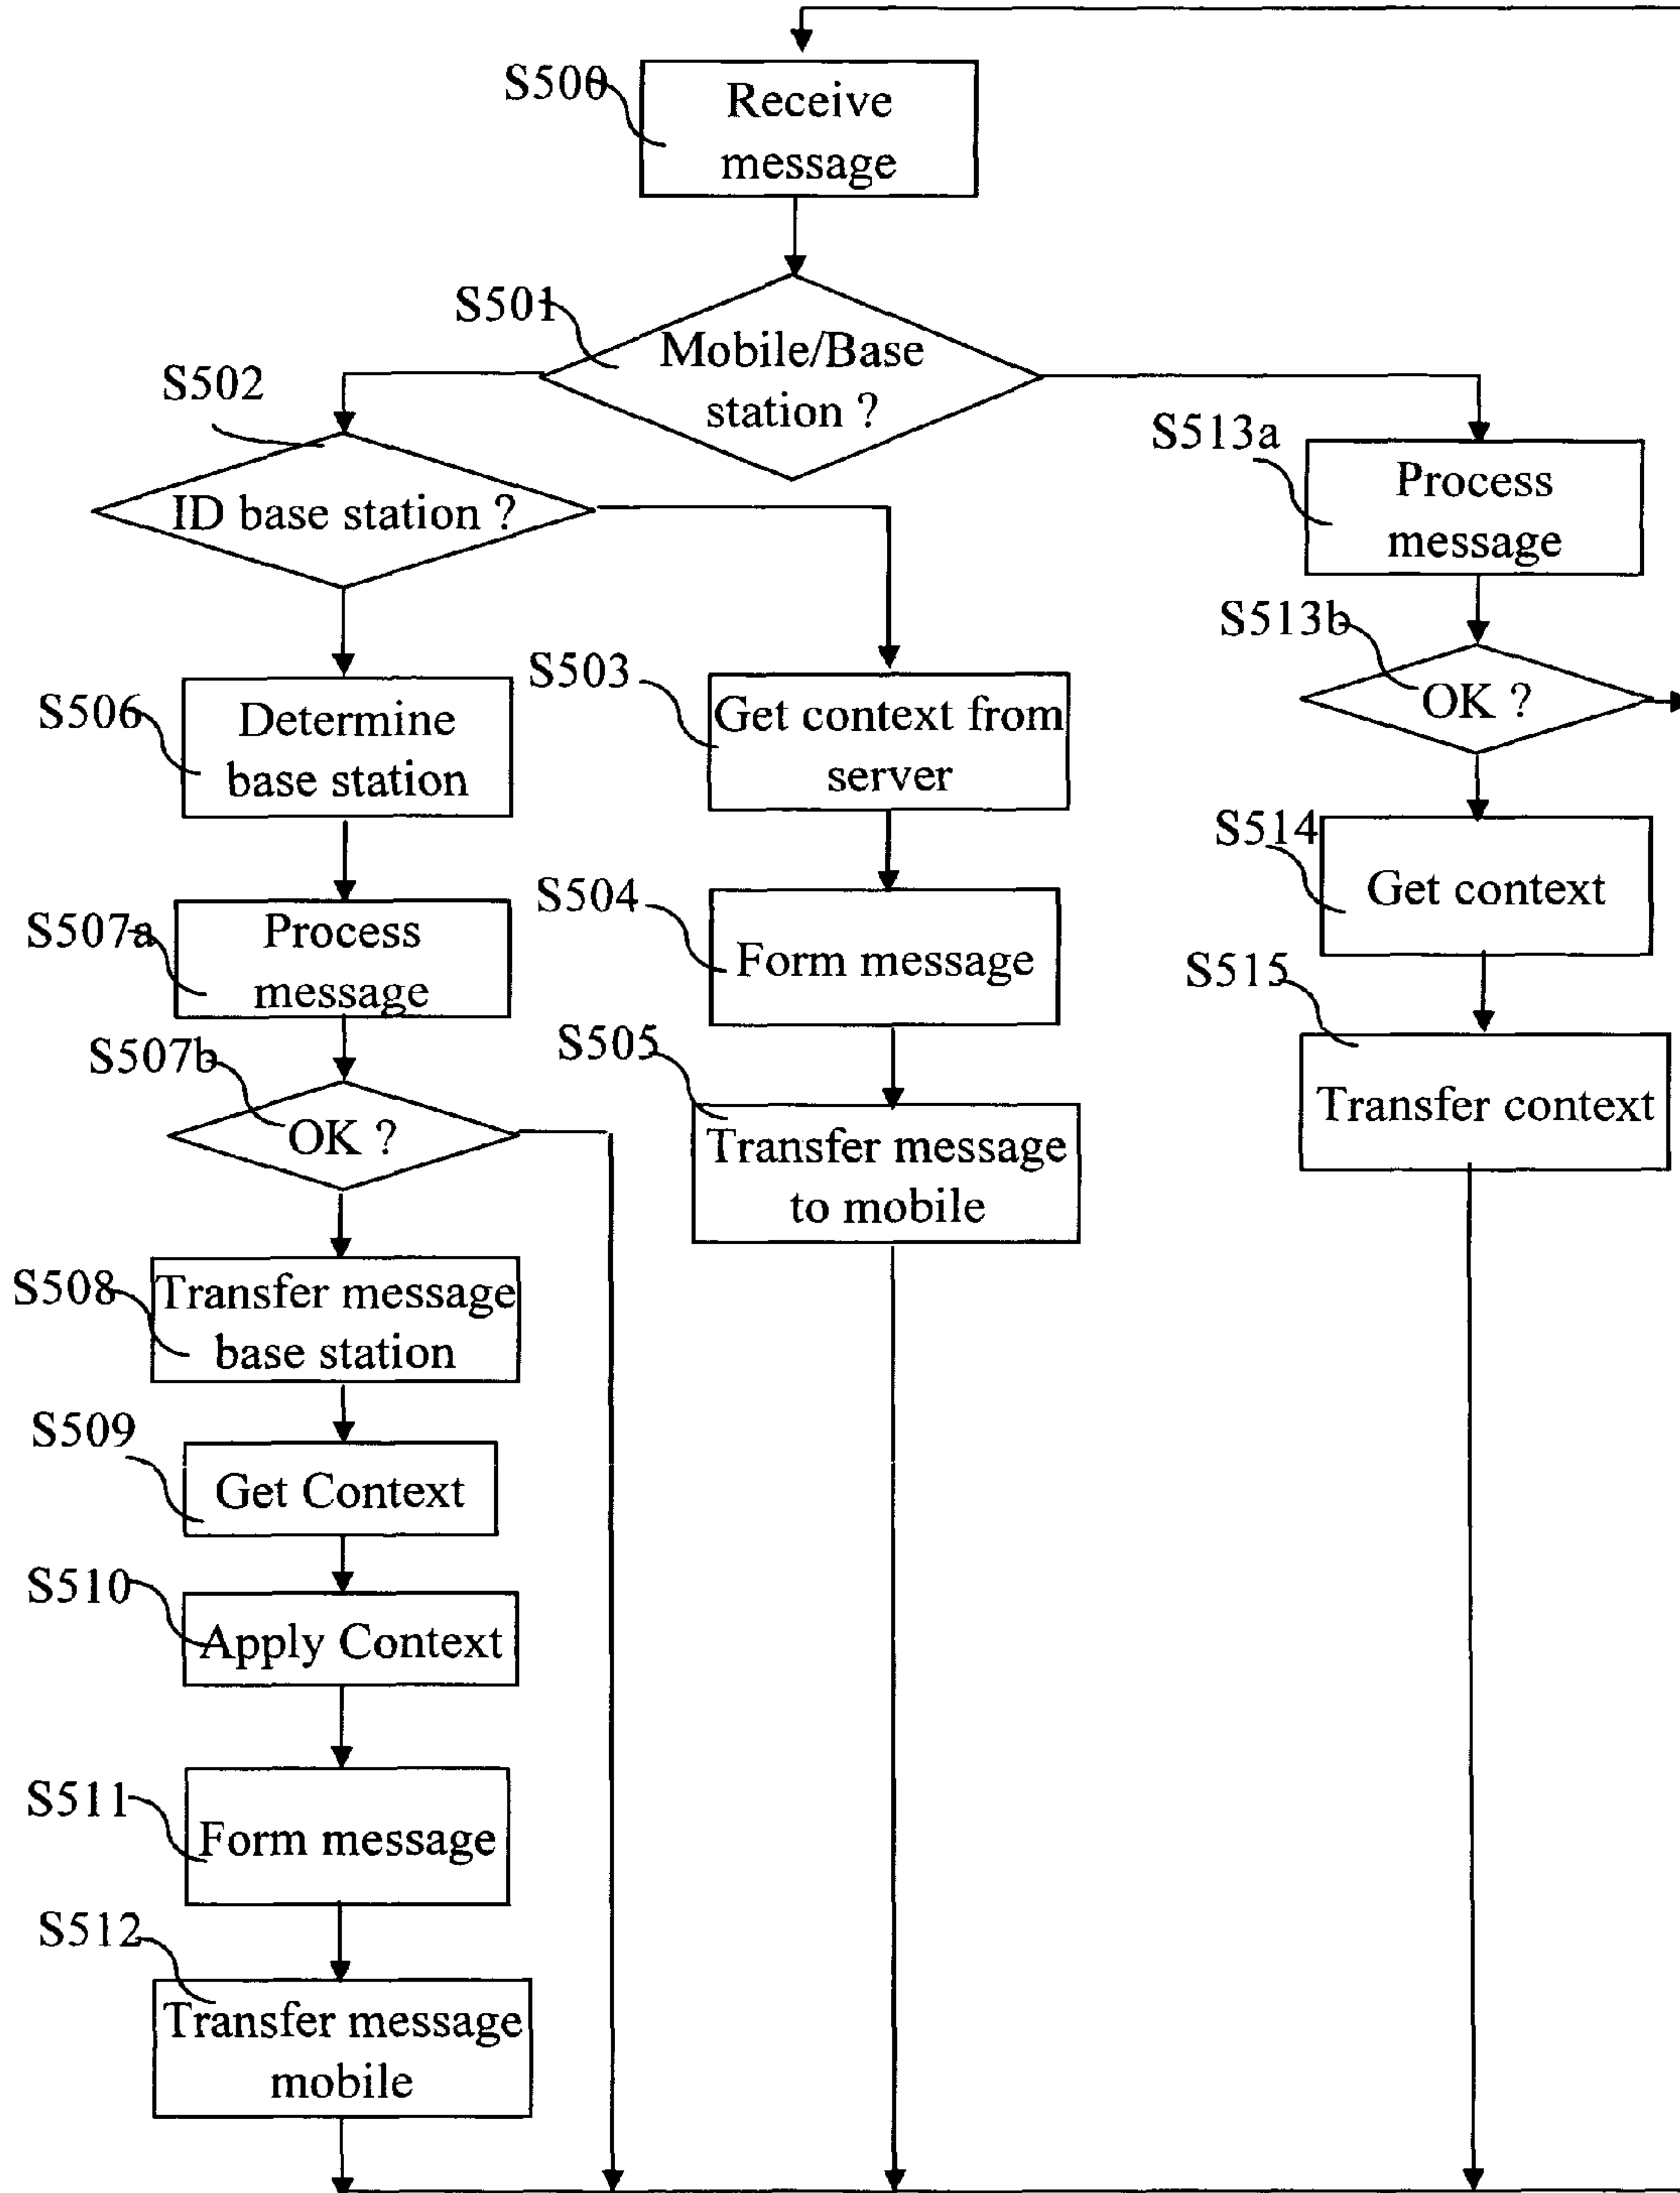 S500
Receive
message
S501
Mobile/Base
station ?
S502
ID base station ?
S513a
Process
message
S513b
OK ?
S503
Get context from
server
S506
Determine
base station
S514
Get context
S504
Form message
S507a
Process
message
S515
Transfer context
S505
Transfer message
to mobile
S507b
OK ?
S508
Transfer message
base station
S509
Get Context
S510
Apply Context
S511
Form message
S512
Transfer message
mobile